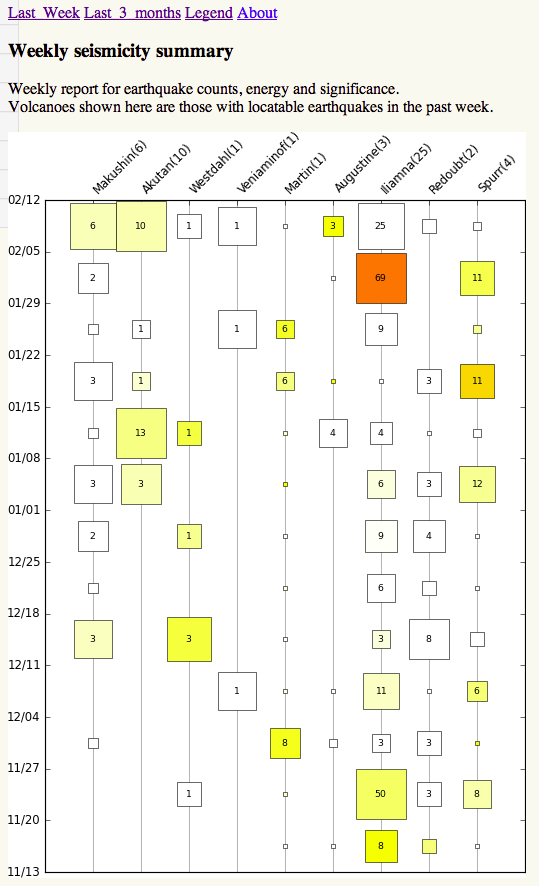 Last Week Last 3 months Legend About
Weekly seismicity summary
Weekly report for earthquake counts, energy and significance.
Volcanoes shown here are those with locatable earthquakes in the past week.
Makushin(6) Akutan(10) Westdahl(1) Veniaminof(1) Martin(1) Augustine(3) Iliamna(25) Redoubt(2) Spurr(4)
02/12
6 10 1 1 3 25
02/05
2 69 11
01/29
1 1 6 9
01/22
3 1 6 3 11
01/15
13 1 4 4
01/08
3 3 6 3 12
01/01
2 1 9 4
12/25
6
12/18
3 3 3 8
12/11
1 11 6
12/04
8 3 3
11/27
1 50 3 8
11/20
8
11/13